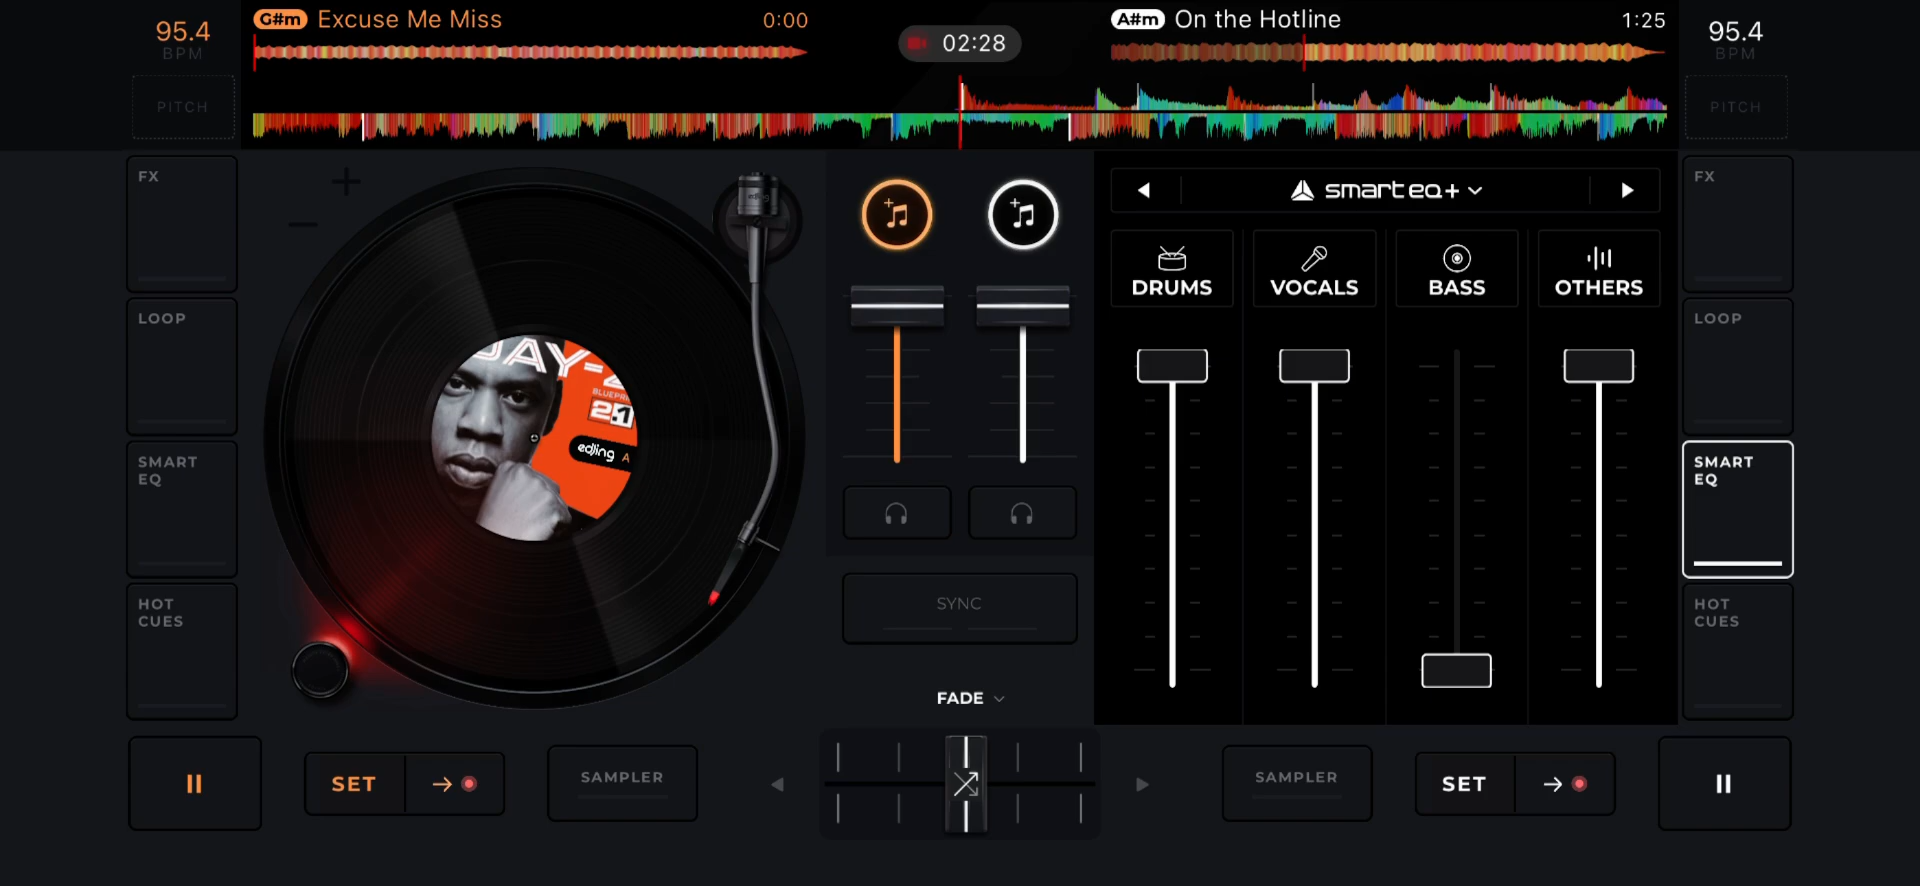 95.4
BPM
PITCH
G#m Excuse Me Miss 0:00
02:28
A#m On the Hotline 1:25
95.4
BPM
PITCH
FX
LOOP
SMART
EQ
HOT
CUES
edjing
JAY-Z
BLUEPRI
2.1
edjing A
SYNC
FADE
smart eq+
DRUMS
VOCALS
BASS
OTHERS
FX
LOOP
SMART
EQ
HOT
CUES
SET
SAMPLER
SAMPLER
SET